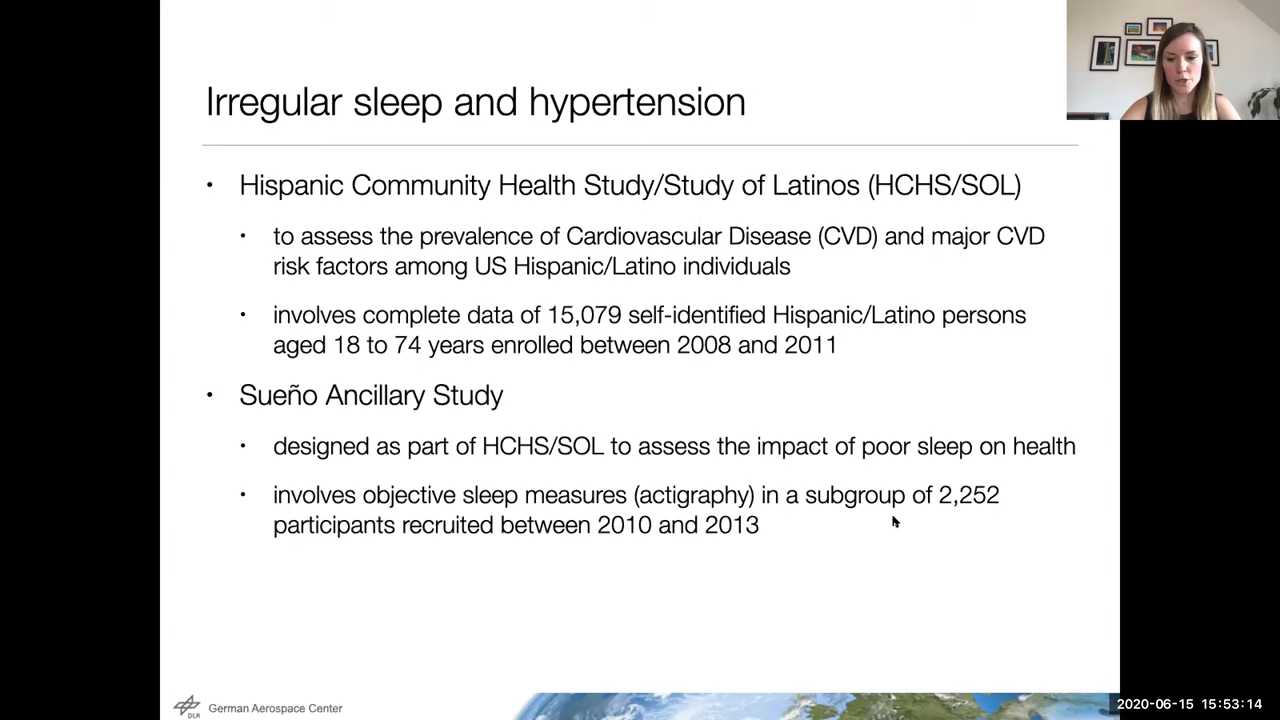 Irregular sleep and hypertension
• Hispanic Community Health Study/Study of Latinos (HCHS/SOL)
• to assess the prevalence of Cardiovascular Disease (CVD) and major CVD
risk factors among US Hispanic/Latino individuals
• involves complete data of 15,079 self-identified Hispanic/Latino persons
aged 18 to 74 years enrolled between 2008 and 2011
• Sueño Ancillary Study
• designed as part of HCHS/SOL to assess the impact of poor sleep on health
• involves objective sleep measures (actigraphy) in a subgroup of 2,252
participants recruited between 2010 and 2013
DLR
German Aerospace Center
2020-06-15 15:53:14